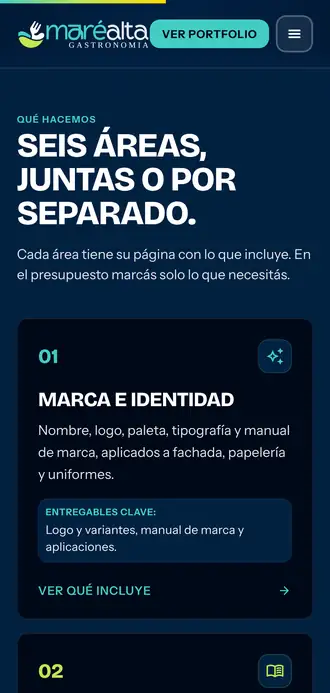 maréalta
GASTRONOMIA
VER PORTFOLIO
QUÉ HACEMOS
SEIS ÁREAS,
JUNTAS O POR
SEPARADO.
Cada área tiene su página con lo que incluye. En
el presupuesto marcás solo lo que necesitás.
01
MARCA E IDENTIDAD
Nombre, logo, paleta, tipografía y manual
de marca, aplicados a fachada, papelería
y uniformes.
ENTREGABLES CLAVE:
Logo y variantes, manual de marca y
aplicaciones.
VER QUÉ INCLUYE
02